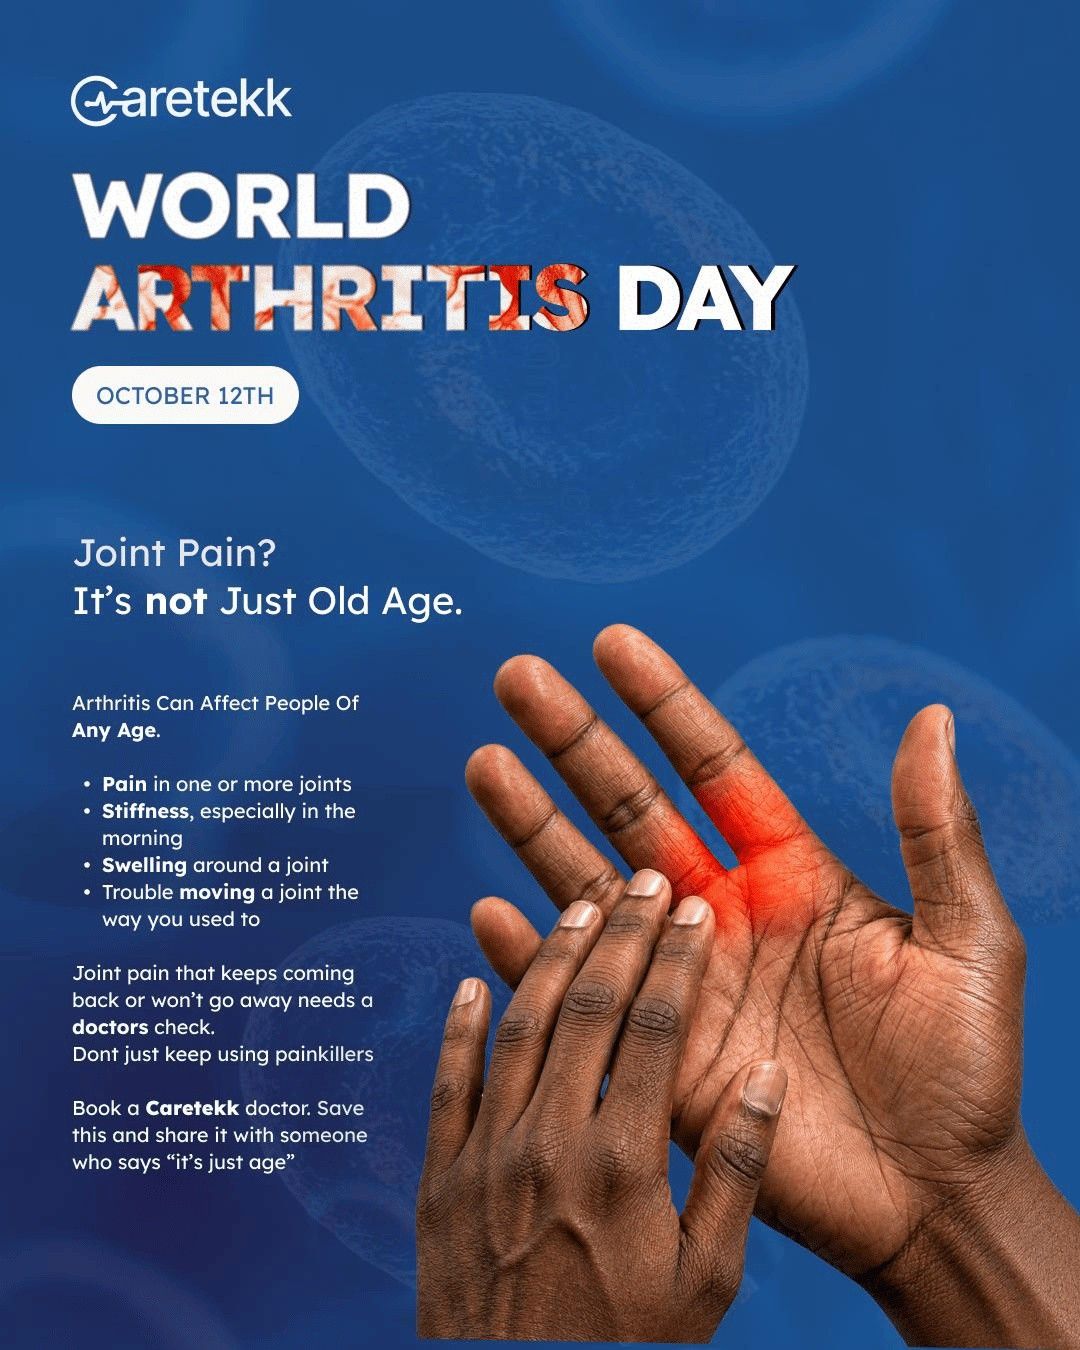 Caretekk
WORLD
ARTHRITIS DAY
OCTOBER 12TH
Joint Pain?
It’s not Just Old Age.
Arthritis Can Affect People Of
Any Age.
• Pain in one or more joints
• Stiffness, especially in the
morning
• Swelling around a joint
• Trouble moving a joint the
way you used to
Joint pain that keeps coming
back or won’t go away needs a
doctors check.
Dont just keep using painkillers
Book a Caretekk doctor. Save
this and share it with someone
who says “it’s just age”